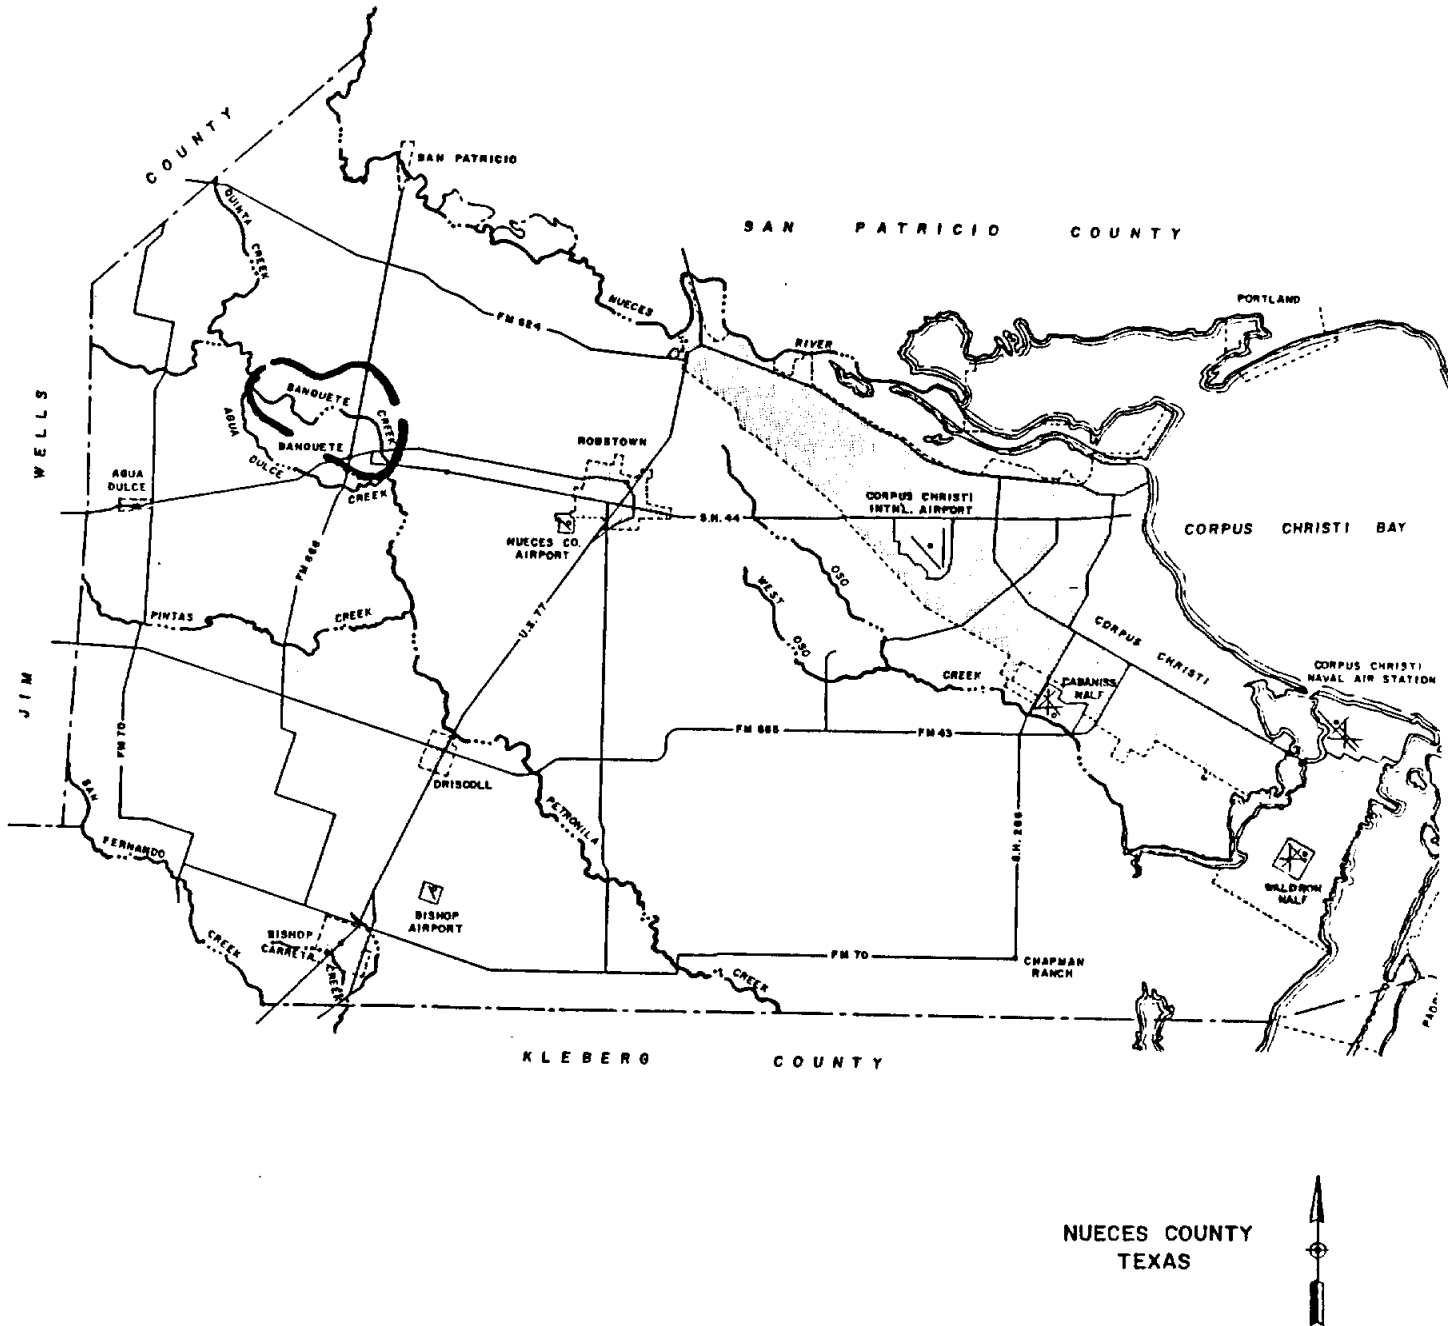 COUNTY
SAN PATRICIO
QUINTA
CREEK
SAN PATRICIO COUNTY
NUECES
PORTLAND
FM 624
RIVER
WELLS
BANQUETE
CREEK
AGUA
DULCE
CREEK
BANQUETE
ROBSTOWN
AGUA
DULCE
CORPUS CHRISTI
INTNL. AIRPORT
S.H. 44
CORPUS CHRISTI BAY
NUECES CO.
AIRPORT
FM 666
OSO
WEST
OSO
CREEK
PINTAS
CREEK
U.S. 77
CORPUS CHRISTI
CORPUS CHRISTI
NAVAL AIR STATION
CABANISS
NALF
JIM
FM 70
FM 665
FM 43
SAN
FERNANDO
CREEK
DRISCOLL
PETRONILA
CREEK
S.H. 286
WALDRON
NALF
BISHOP
AIRPORT
BISHOP
CARRETA
CREEK
FM 70
CHAPMAN
RANCH
KLEBERG COUNTY
NUECES COUNTY
TEXAS